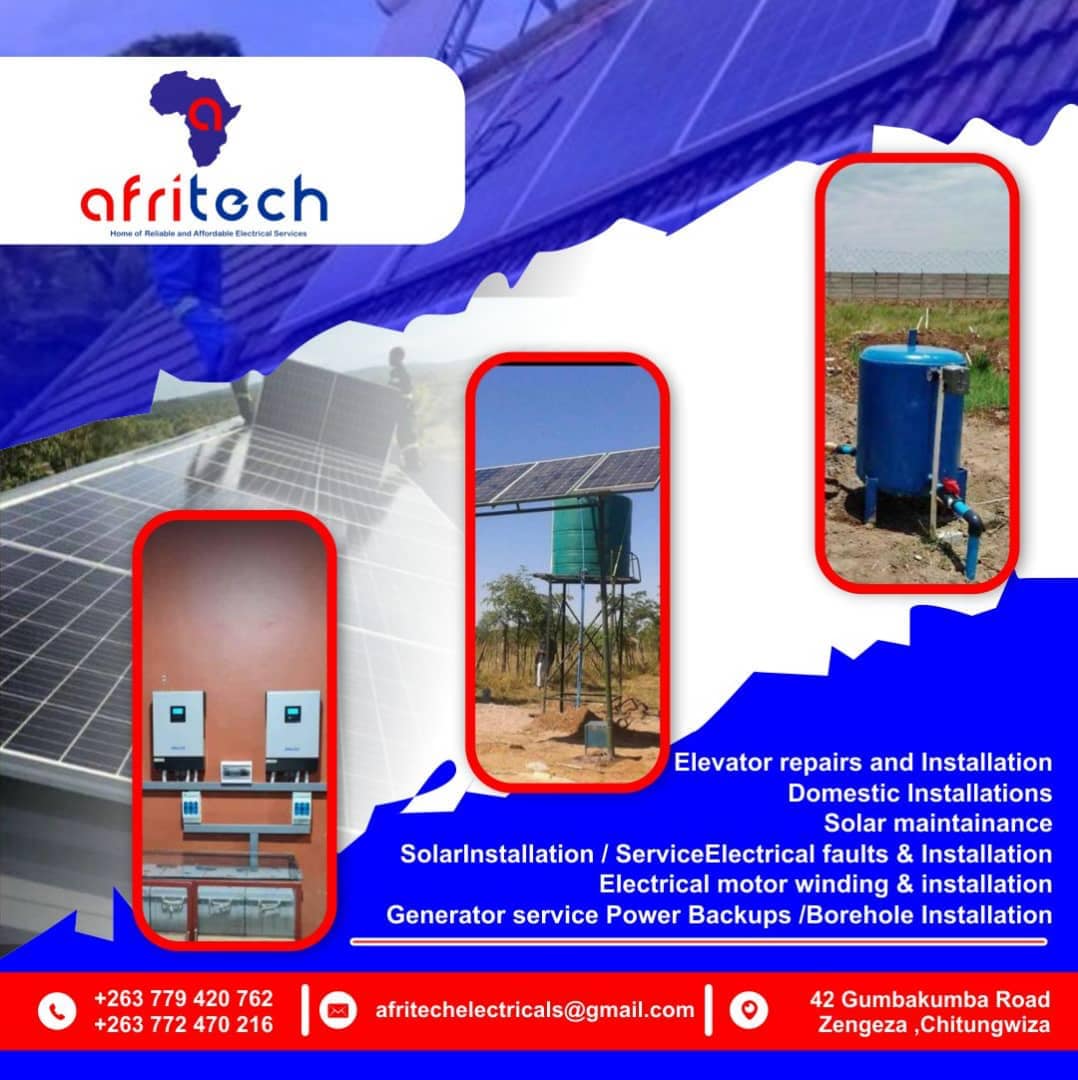 a
afritech
Home of Reliable and Affordable Electrical Services
Elevator repairs and Installation
Domestic Installations
Solar maintainance
SolarInstallation / ServiceElectrical faults & Installation
Electrical motor winding & installation
Generator service Power Backups /Borehole Installation
+263 779 420 762
+263 772 470 216
afritechelectricals@gmail.com
42 Gumbakumba Road
Zengeza ,Chitungwiza